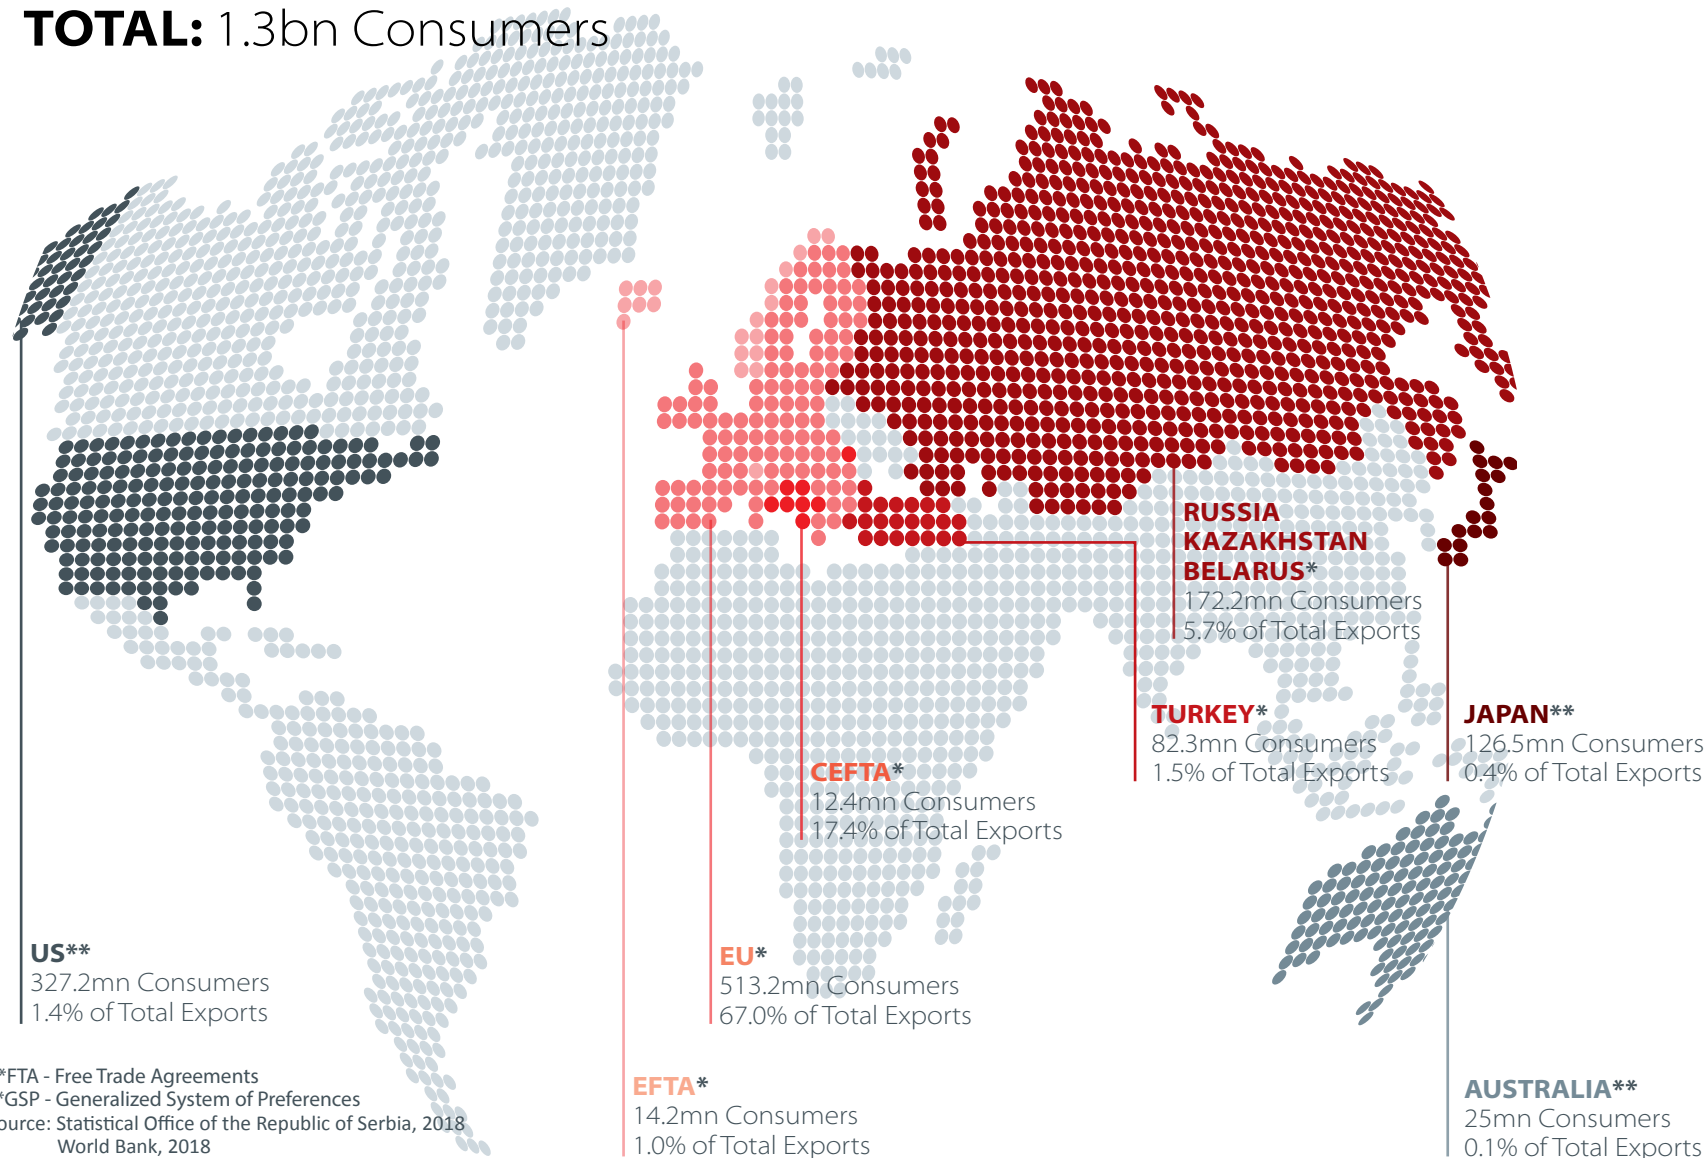 TOTAL: 1.3bn Consumers
RUSSIA
KAZAKHSTAN
BELARUS*
172.2mn Consumers
5.7% of Total Exports
TURKEY*
82.3mn Consumers
1.5% of Total Exports
JAPAN**
126.5mn Consumers
0.4% of Total Exports
CEFTA*
12.4mn Consumers
17.4% of Total Exports
US**
327.2mn Consumers
1.4% of Total Exports
EU*
513.2mn Consumers
67.0% of Total Exports
EFTA*
14.2mn Consumers
1.0% of Total Exports
AUSTRALIA**
25mn Consumers
0.1% of Total Exports
*FTA - Free Trade Agreements
*GSP - Generalized System of Preferences
ource: Statistical Office of the Republic of Serbia, 2018
World Bank, 2018